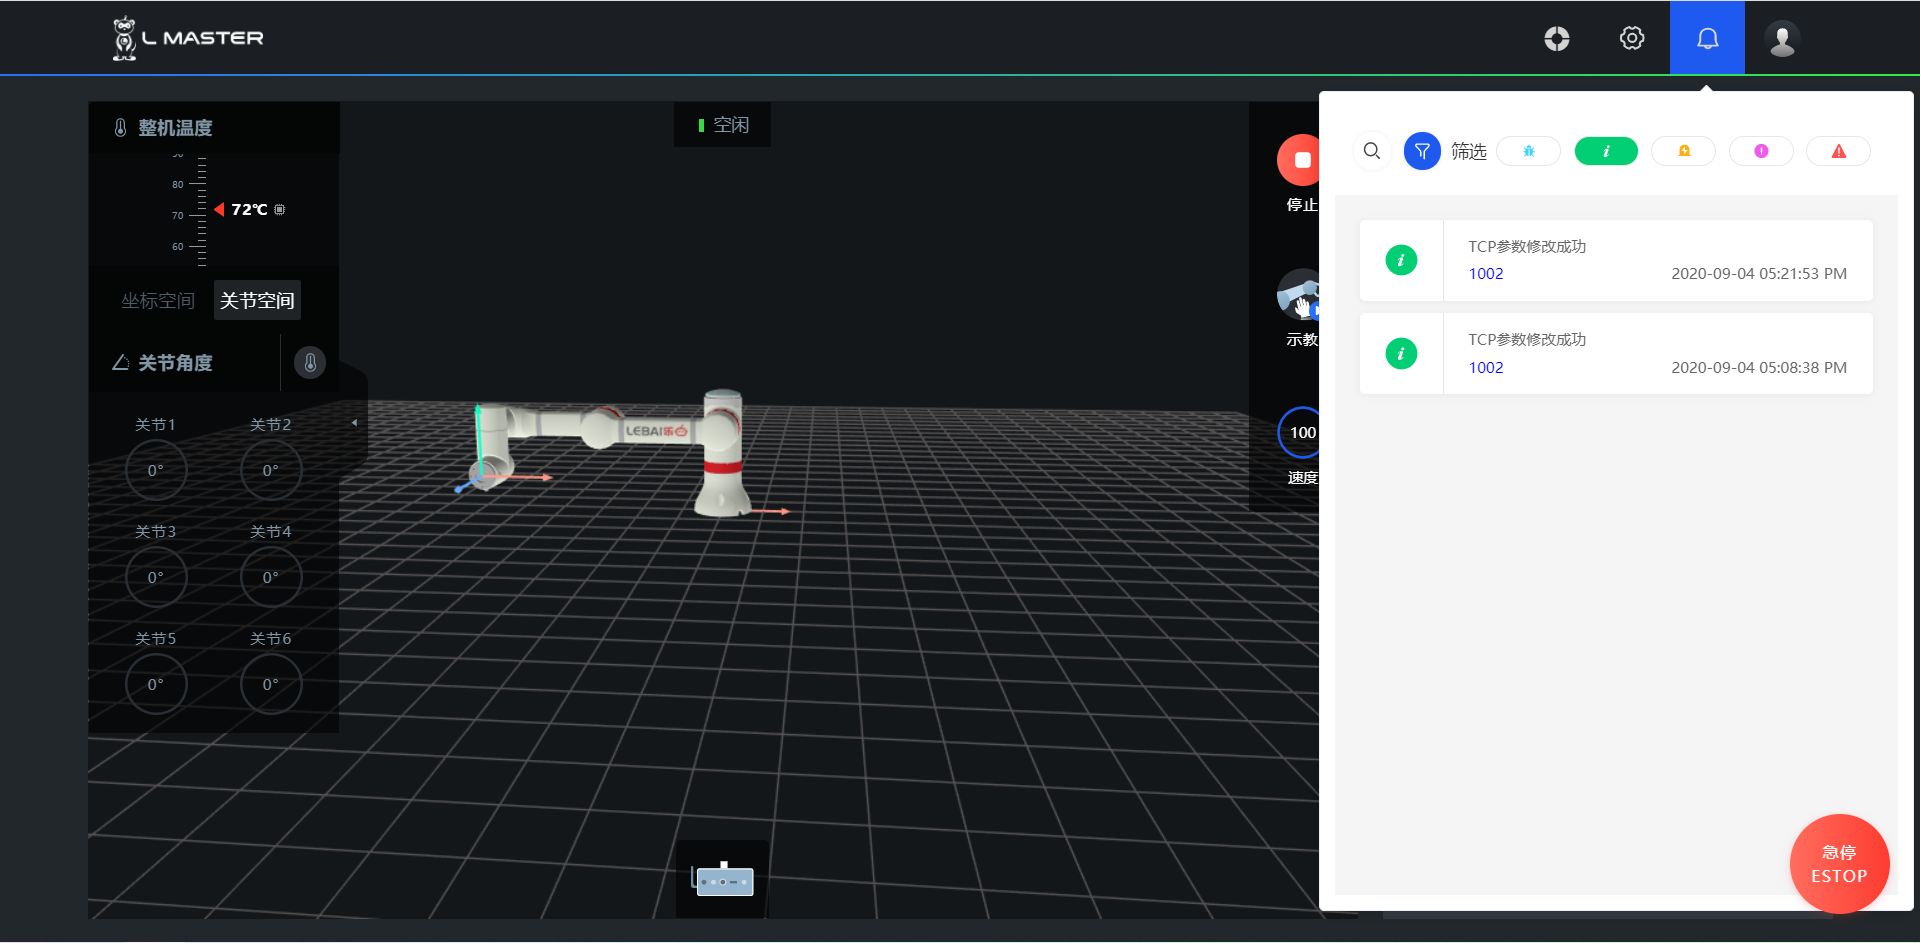 L MASTER
整机温度
空闲
90
80
70
60
72℃
坐标空间
关节空间
关节角度
关节1
关节2
0°
0°
关节3
关节4
0°
0°
关节5
关节6
0°
0°
LEBAI乐
停止
示教
100
速度
筛选
TCP参数修改成功
1002
2020-09-04 05:21:53 PM
TCP参数修改成功
1002
2020-09-04 05:08:38 PM
急停
ESTOP